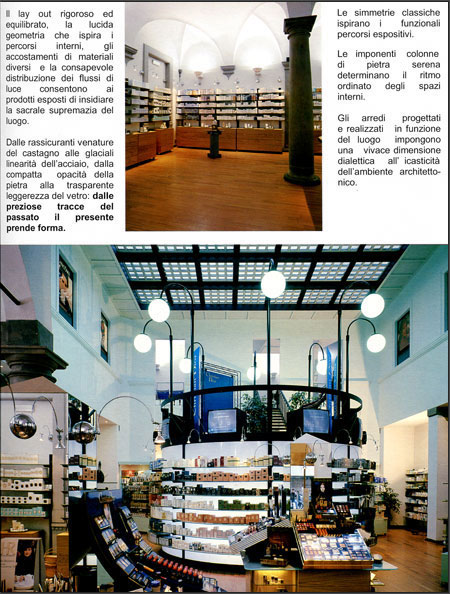 Il lay out rigoroso ed
equilibrato, la lucida
geometria che ispira i
percorsi interni, gli
accostamenti di materiali
diversi e la consapevole
distribuzione dei flussi di
luce consentono ai
prodotti esposti di insidiare
la sacrale supremazia del
luogo.
Dalle rassicuranti venature
del castagno alle glaciali
linearità dell'acciaio, dalla
compatta opacità della
pietra alla trasparente
leggerezza del vetro: dalle
preziose tracce del
passato il presente
prende forma.
Le simmetrie classiche
ispirano i funzionali
percorsi espositivi.
Le imponenti colonne
di pietra serena
determinano il ritmo
ordinato degli spazi
interni.
Gli arredi progettati
e realizzati in funzione
del luogo impongono
una vivace dimensione
dialettica all' icasticità
dell'ambiente architetto-
nico.